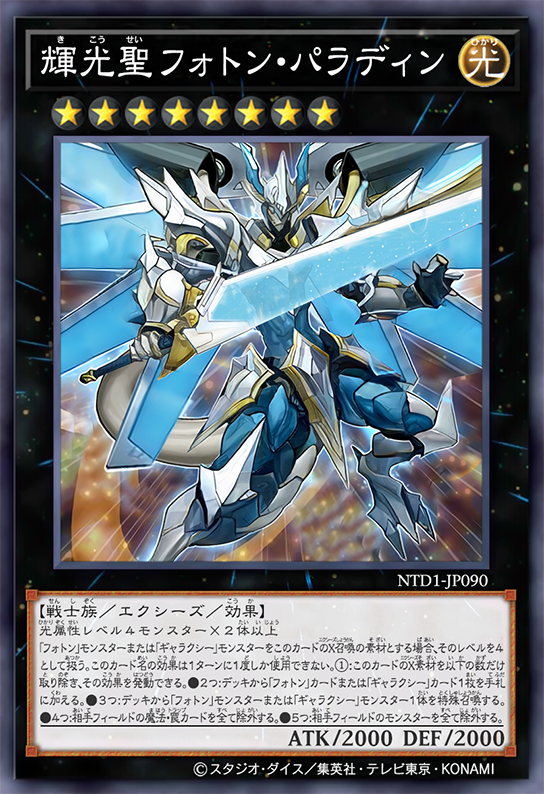 輝光聖フォトン・パラディン
光
NTD1-JP090
【戦士族／エクシーズ／効果】
光属性レベル４モンスター×２体以上
「フォトン」モンスターまたは「ギャラクシー」モンスターをこのカードのX召喚の素材とする場合、そのレベルを４
として扱う。このカード名の効果は１ターンに１度しか使用できない。①：このカードのX素材を以下の数だけ
取り除き、その効果を発動できる。●２つ：デッキから「フォトン」カードまたは「ギャラクシー」カード１枚を手札
に加える。●３つ：デッキから「フォトン」モンスターまたは「ギャラクシー」モンスター１体を特殊召喚する。
●４つ：相手フィールドの魔法・罠カードを全て除外する。●５つ：相手フィールドのモンスターを全て除外する。
ATK/2000 DEF/2000
©スタジオ・ダイス／集英社・テレビ東京・KONAMI